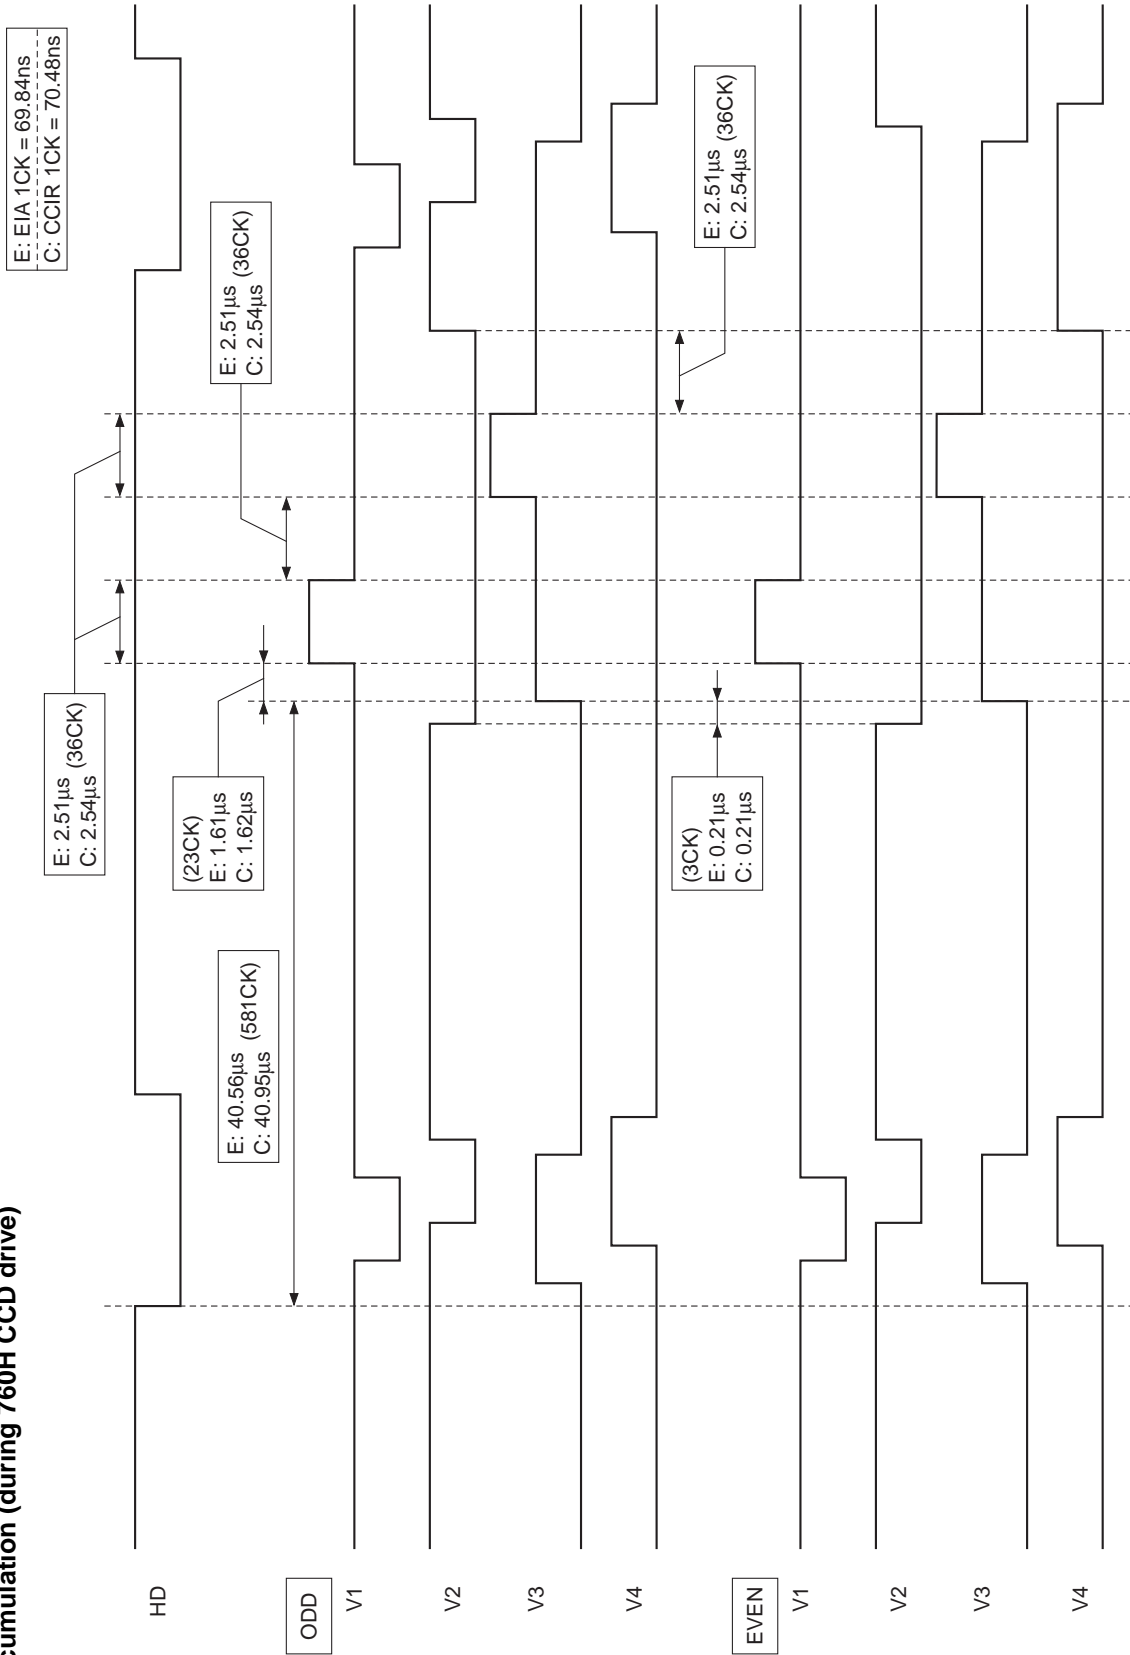 cumulation (during 760H CCD drive)
E: EIA 1CK = 69.84ns
C: CCIR 1CK = 70.48ns
HD
E: 2.51μs (36CK)
C: 2.54μs
(23CK)
E: 1.61μs
C: 1.62μs
E: 2.51μs (36CK)
C: 2.54μs
E: 40.56μs (581CK)
C: 40.95μs
ODD
V1
V2
V3
V4
(3CK)
E: 0.21μs
C: 0.21μs
E: 2.51μs (36CK)
C: 2.54μs
EVEN
V1
V2
V3
V4